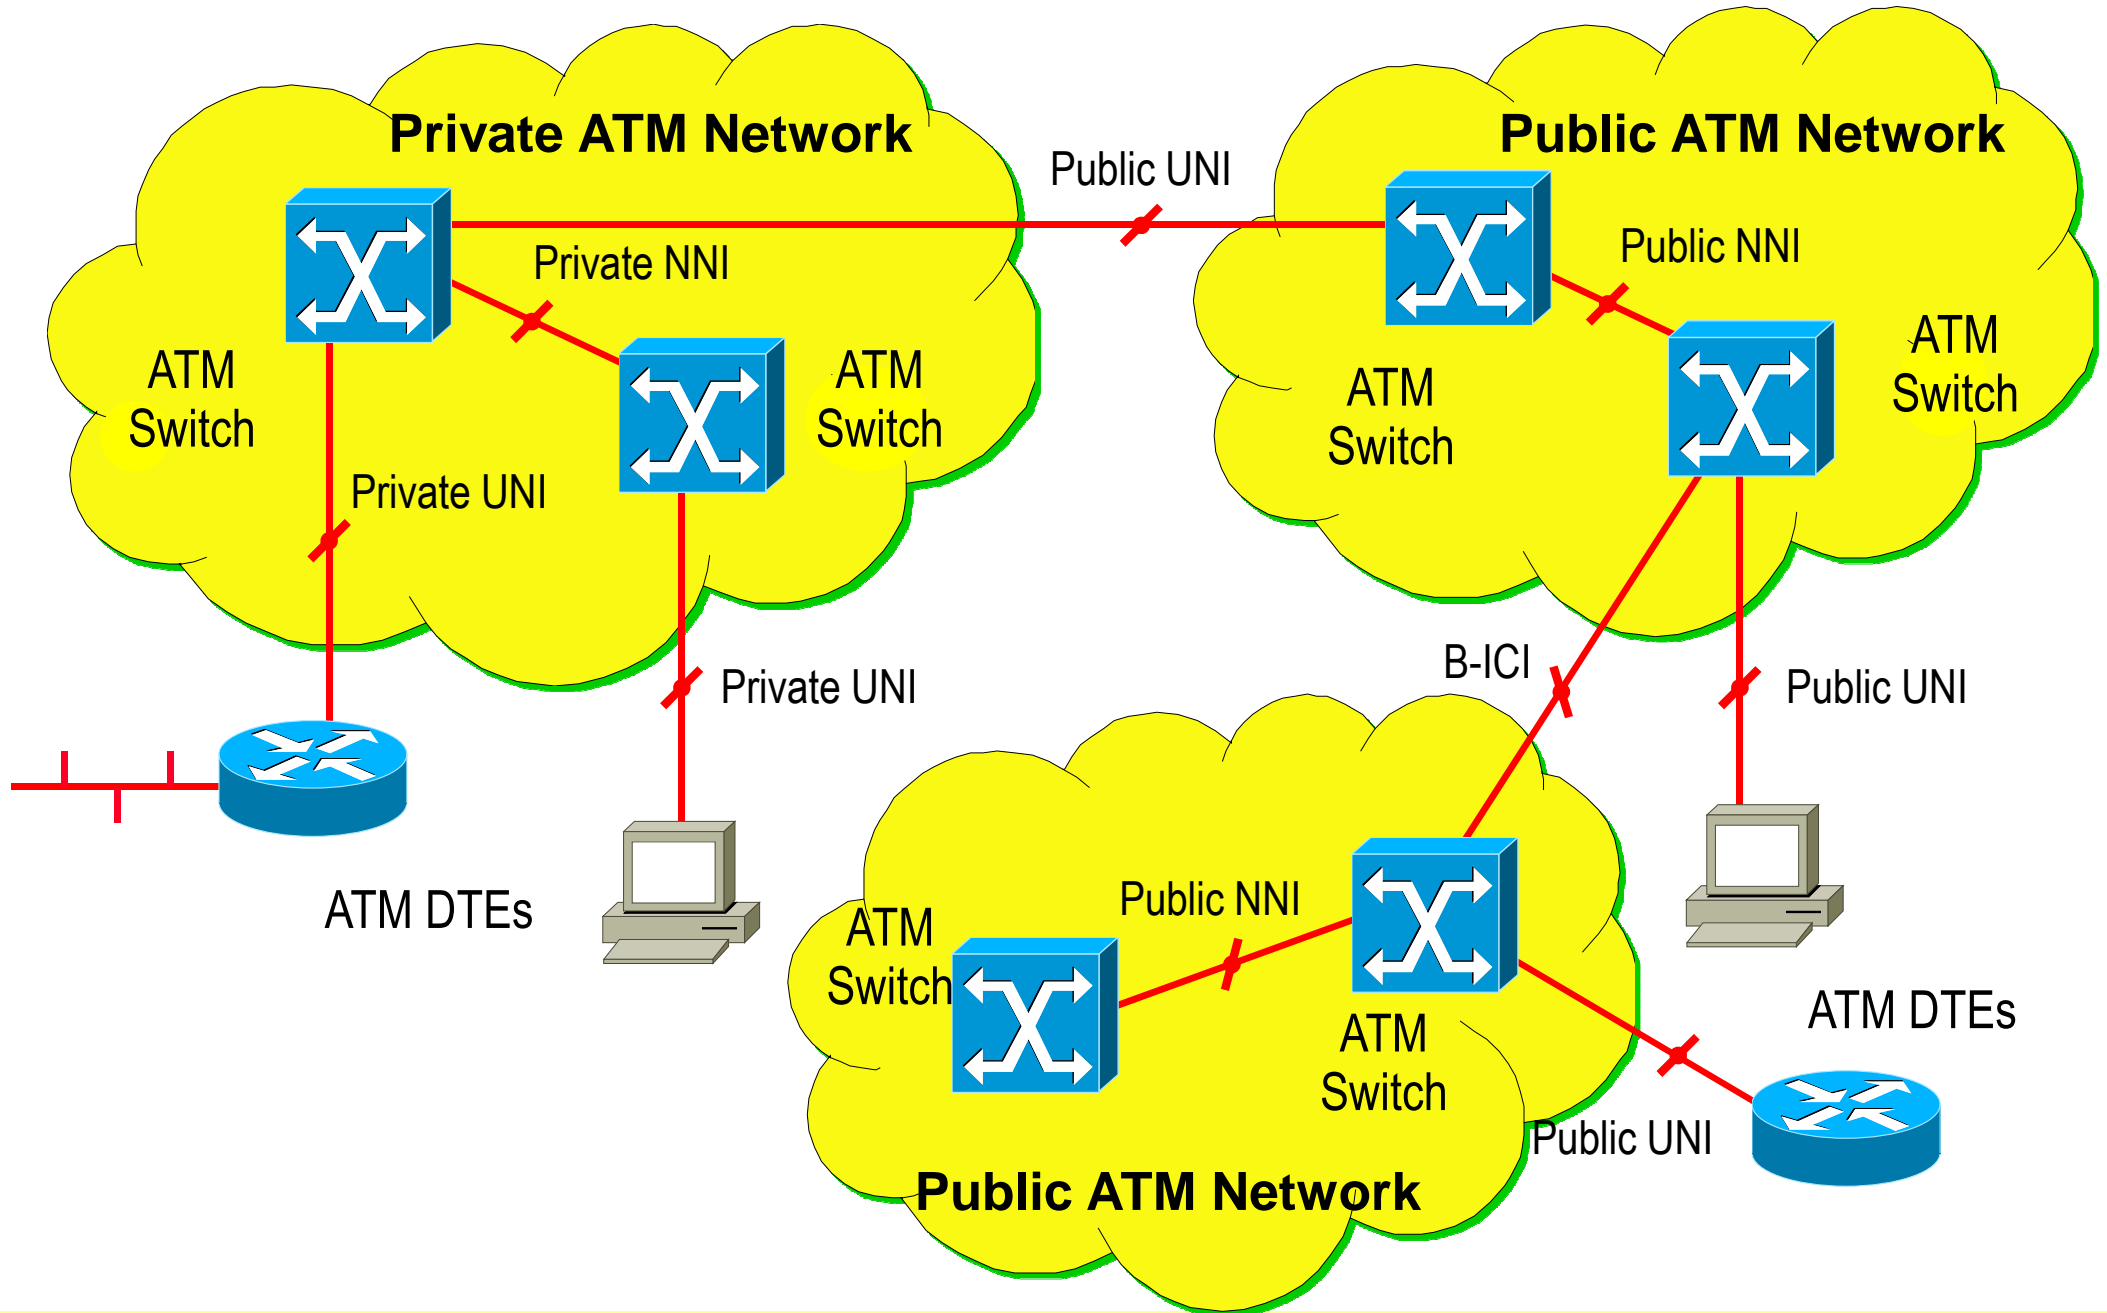 Private ATM Network
Public ATM Network
Public UNI
Private NNI
Public NNI
ATM
Switch
ATM
Switch
ATM
Switch
ATM
Switch
Private UNI
Private UNI
B-ICI
Public UNI
ATM DTEs
ATM
Switch
Public NNI
ATM
Switch
ATM DTEs
Public UNI
Public ATM Network